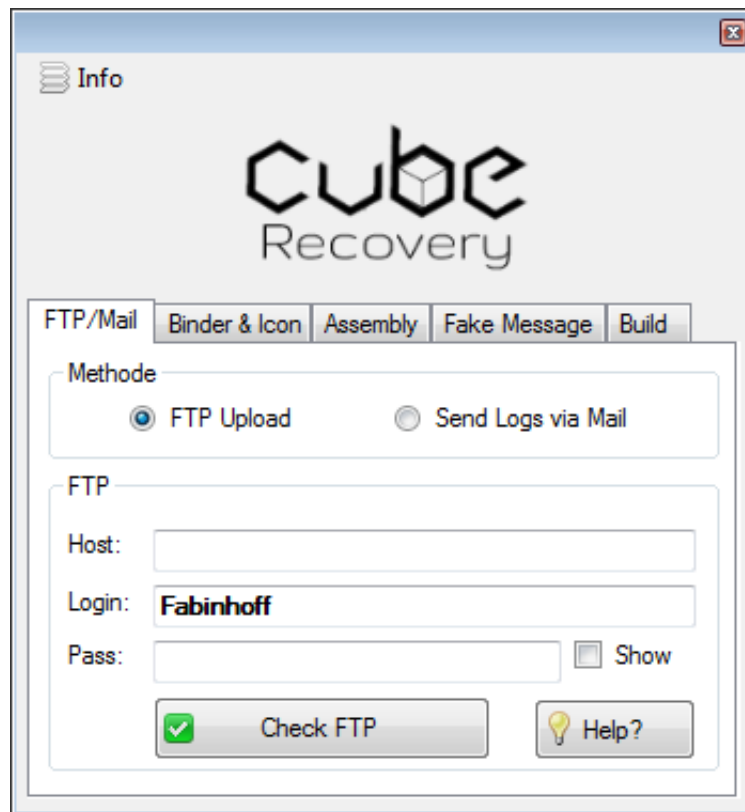 Info
cube
Recovery
FTP/Mail Binder & Icon Assembly Fake Message Build
Methode
FTP Upload Send Logs via Mail
FTP
Host:
Login: Fabinhoff
Pass: Show
Check FTP Help?